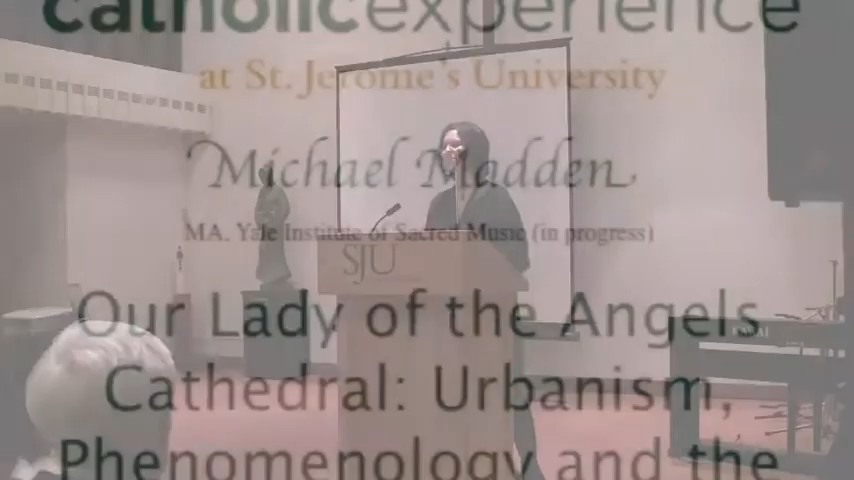 catholicexperience
at St. Jerome's University
Michael Madden
MA, Yale Institute of Sacred Music (in progress)
SJU
Our Lady of the Angels
Cathedral: Urbanism,
Phenomenology and the